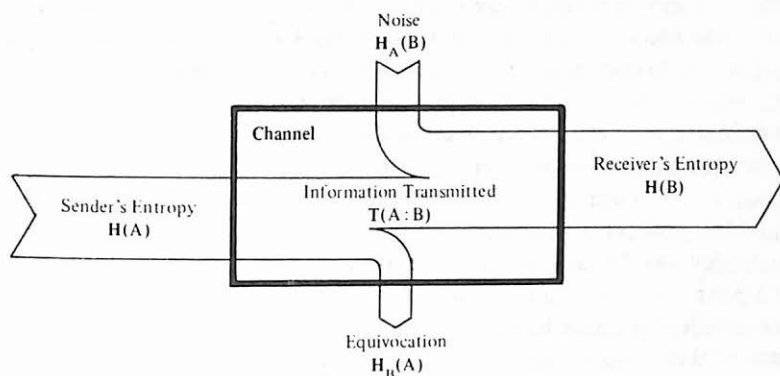 Noise
H_A(B)
Channel
Sender's Entropy
H(A)
Information Transmitted
T(A : B)
Receiver's Entropy
H(B)
Equivocation
H_B(A)